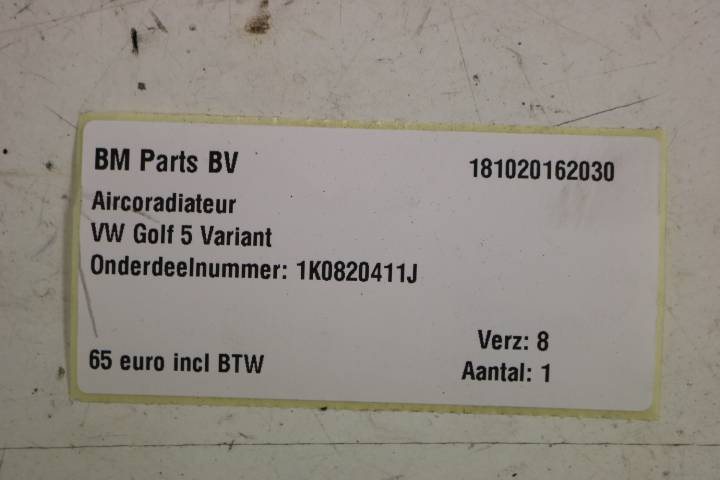 BM Parts BV 181020162030
Aircoradiateur
VW Golf 5 Variant
Onderdeelnummer: 1K0820411J
Verz: 8
65 euro incl BTW
Aantal: 1